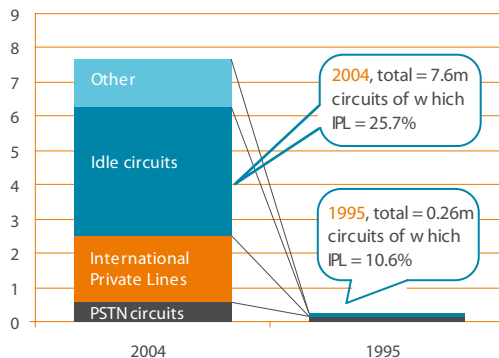 9
8
7
6
5
4
3
2
1
0
Other
Idle circuits
International
Private Lines
PSTN circuits
2004, total = 7.6m
circuits of w hich
IPL = 25.7%
1995, total = 0.26m
circuits of w hich
IPL = 10.6%
2004
1995